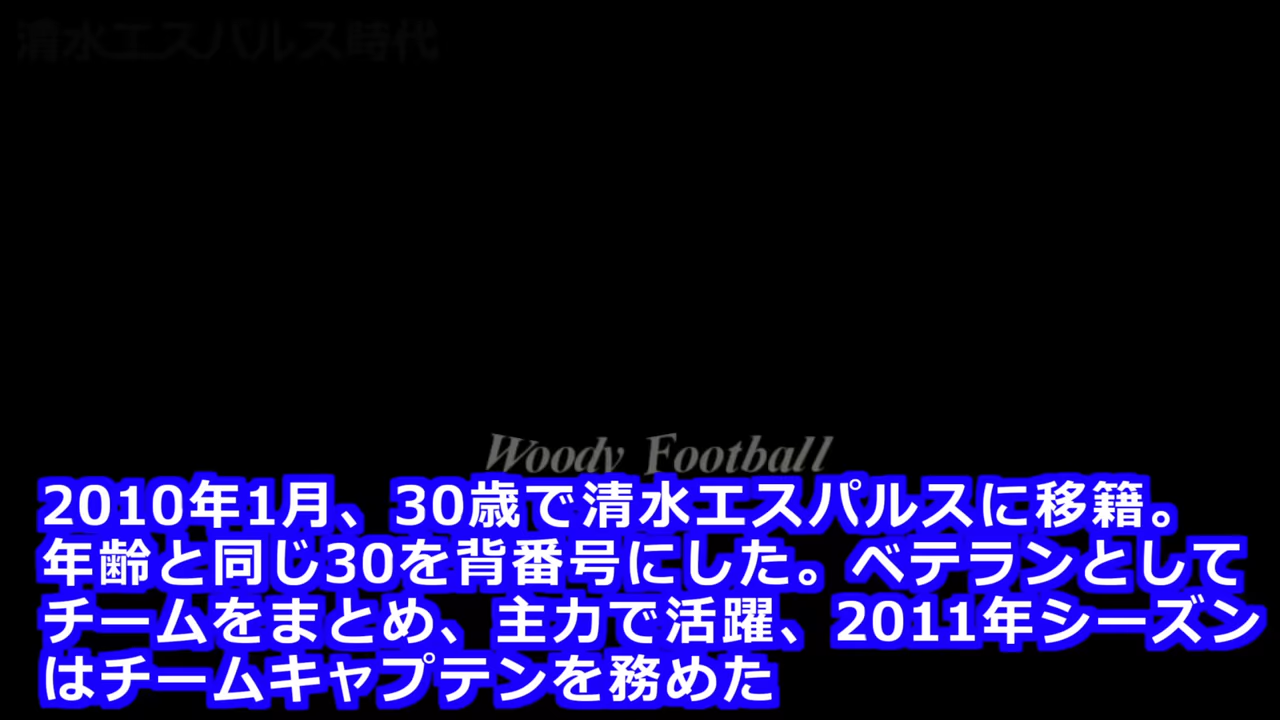 清水エスパルス時代
Woody Football
2010年1月、30歳で清水エスパルスに移籍。
年齢と同じ30を背番号にした。ベテランとして
チームをまとめ、主力で活躍、2011年シーズン
はチームキャプテンを務めた